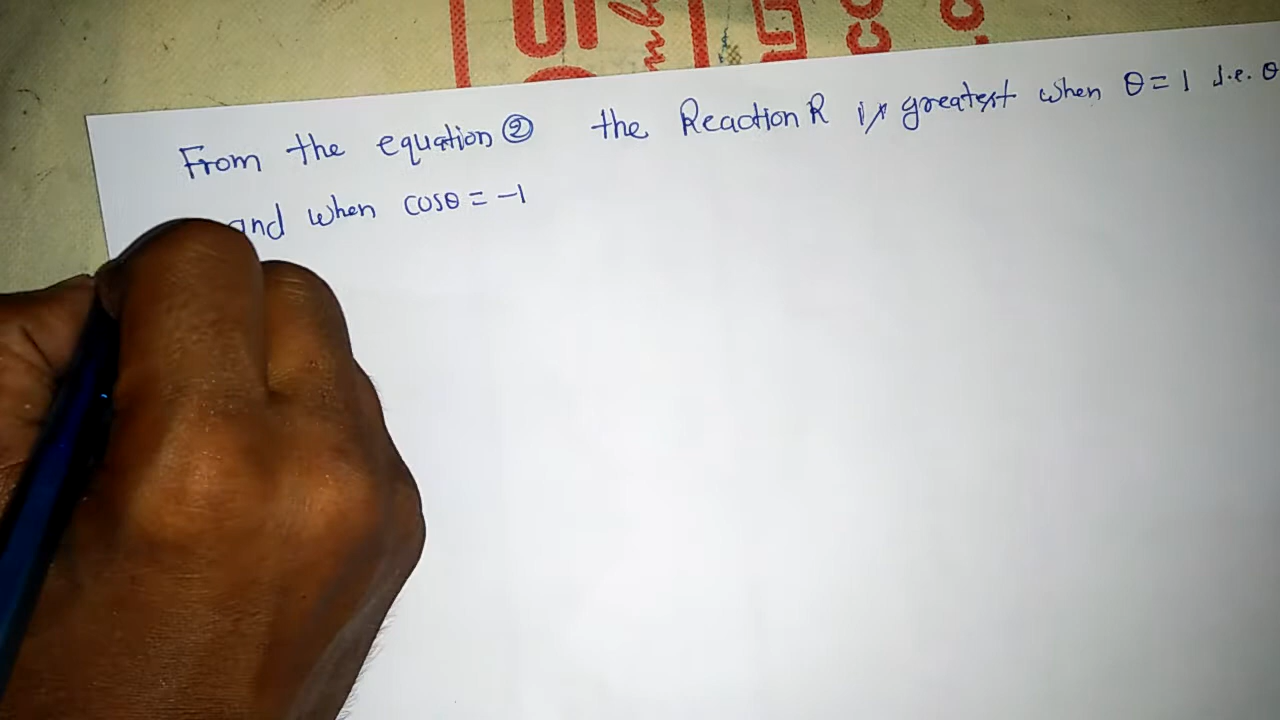 From the equation ② the Reaction R is greatest when θ = 1 i.e. θ
and when cosθ = -1